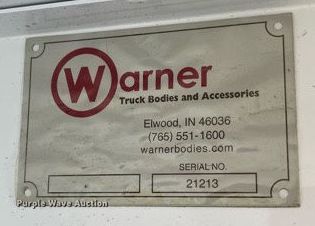 Warner
Truck Bodies and Accessories
Elwood, IN 46036
(765) 551-1600
warnerbodies.com
SERIAL NO.
21213
Purple Wave Auction